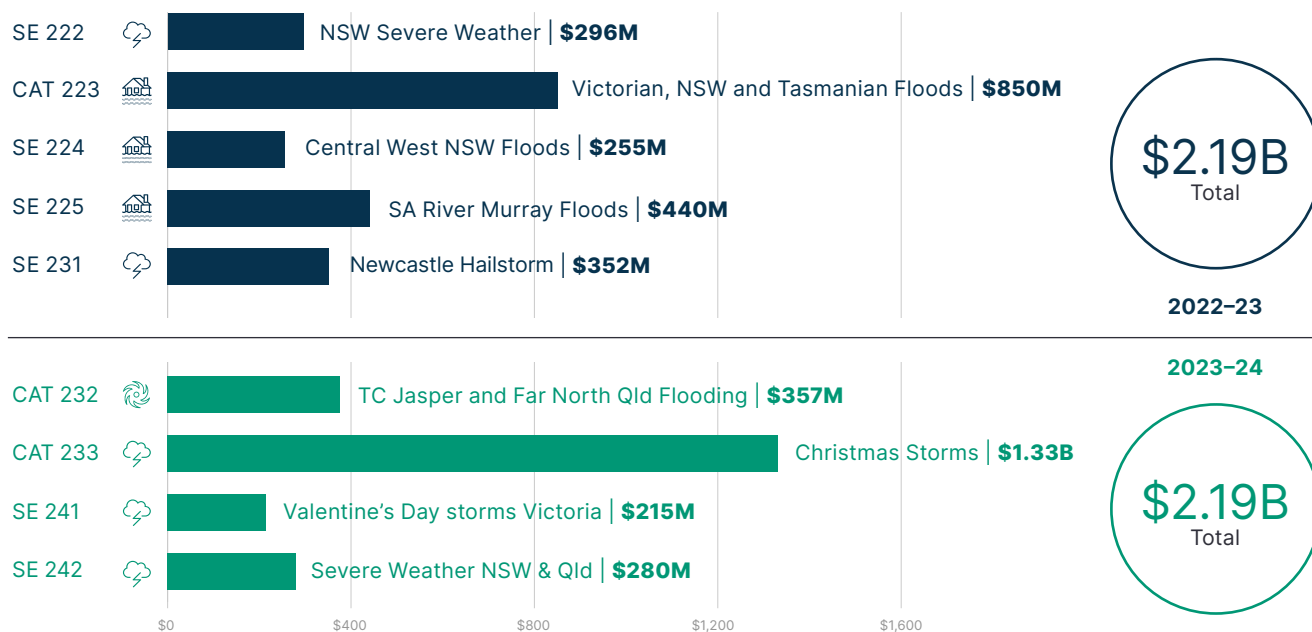 SE 222 NSW Severe Weather | $296M
CAT 223 Victorian, NSW and Tasmanian Floods | $850M
SE 224 Central West NSW Floods | $255M
SE 225 SA River Murray Floods | $440M
SE 231 Newcastle Hailstorm | $352M
$2.19B
Total
2022–23
2023–24
CAT 232 TC Jasper and Far North Qld Flooding | $357M
CAT 233 Christmas Storms | $1.33B
SE 241 Valentine’s Day storms Victoria | $215M
SE 242 Severe Weather NSW & Qld | $280M
$2.19B
Total
$0 $400 $800 $1,200 $1,600